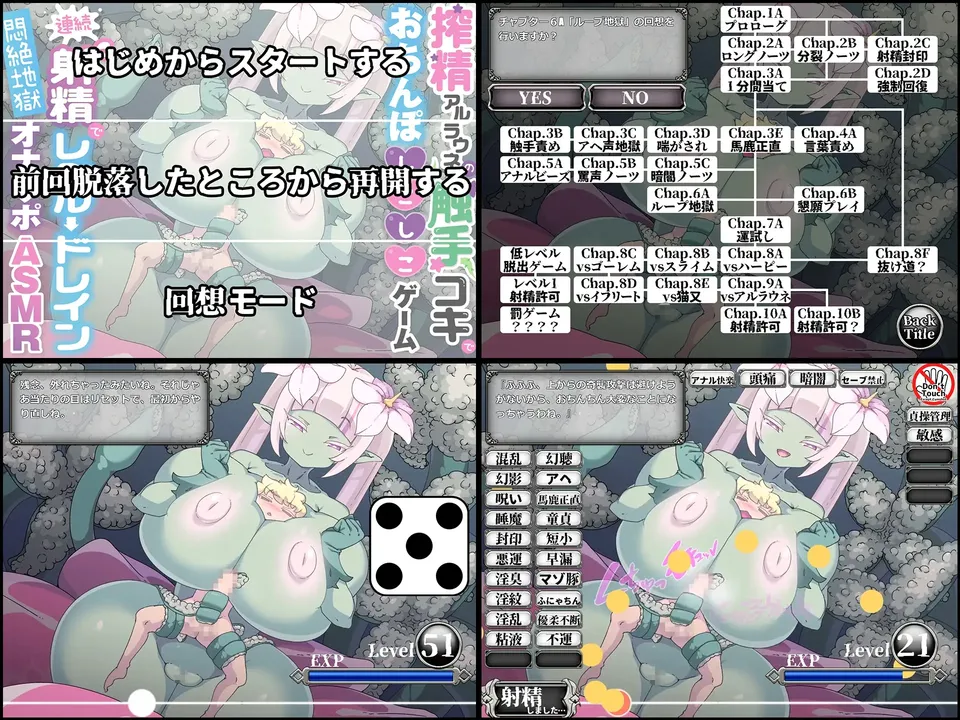 搾精アルラウネの触手コキで
おちんぽ
ゲーム
連続射精でレベル・ドレイン
悶絶地獄
オナサポASMR
はじめからスタートする
前回脱落したところから再開する
回想モード
チャプター6A「ループ地獄」の回想を
行いますか?
YES
NO
Chap.1A
プロローグ
Chap.2A
ロングノーツ
Chap.2B
分裂ノーツ
Chap.2C
射精封印
Chap.3A
1分間当て
Chap.2D
強制回復
Chap.3B
触手責め
Chap.3C
アヘ声地獄
Chap.3D
喘がされ
Chap.3E
馬鹿正直
Chap.4A
言葉責め
Chap.5A
アナルビーズ
Chap.5B
罵声ノーツ
Chap.5C
暗闇ノーツ
Chap.6A
ループ地獄
Chap.6B
懇願プレイ
Chap.7A
運試し
低レベル
脱出ゲーム
Chap.8C
vsゴーレム
Chap.8B
vsスライム
Chap.8A
vsハーピー
Chap.8F
抜け道?
レベル1
射精許可
Chap.8D
vsイフリート
Chap.8E
vs猫又
Chap.9A
vsアルラウネ
罰ゲーム
????
Chap.10A
射精許可
Chap.10B
射精許可?
Back
Title
残念、外れちゃったみたいね。それじゃ
あ当たりの目はリセットで、最初からや
り直しね。
EXP
Level
51
『ふふふ、上からの奇襲攻撃は避けよう
がないから、おちんちん大変なことにな
っちゃうわね。』
アナル快楽
頭痛
暗闇
セーブ禁止
Don't
Touch
貞操管理
敏感
混乱
幻聴
幻影
アヘ
呪い
馬鹿正直
睡魔
童貞
封印
短小
悪運
早漏
淫臭
マゾ豚
淫紋
ふにゃちん
淫乱
優柔不断
粘液
不運
射精
しました…
EXP
Level
21